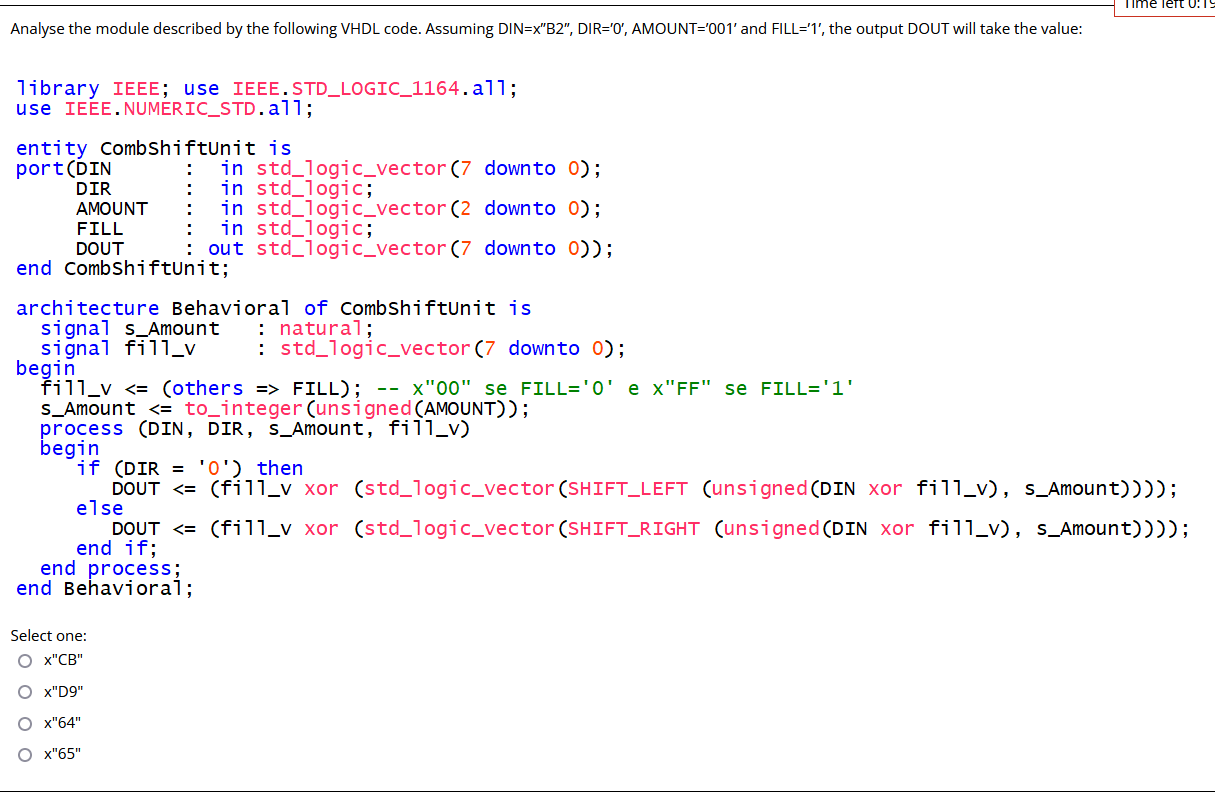 Time left 0:19
Analyse the module described by the following VHDL code. Assuming DIN=x"B2", DIR='0', AMOUNT='001' and FILL='1', the output DOUT will take the value:
library IEEE; use IEEE.STD_LOGIC_1164.all;
use IEEE.NUMERIC_STD.all;
entity CombShiftUnit is
port(DIN : in std_logic_vector(7 downto 0);
DIR : in std_logic;
AMOUNT : in std_logic_vector(2 downto 0);
FILL : in std_logic;
DOUT : out std_logic_vector(7 downto 0));
end CombShiftUnit;
architecture Behavioral of CombShiftUnit is
signal s_Amount : natural;
signal fill_v : std_logic_vector(7 downto 0);
begin
fill_v <= (others => FILL); -- x"00" se FILL='0' e x"FF" se FILL='1'
s_Amount <= to_integer(unsigned(AMOUNT));
process (DIN, DIR, s_Amount, fill_v)
begin
if (DIR = '0') then
DOUT <= (fill_v xor (std_logic_vector(SHIFT_LEFT (unsigned(DIN xor fill_v), s_Amount))));
else
DOUT <= (fill_v xor (std_logic_vector(SHIFT_RIGHT (unsigned(DIN xor fill_v), s_Amount))));
end if;
end process;
end Behavioral;
Select one:
x"CB"
x"D9"
x"64"
x"65"